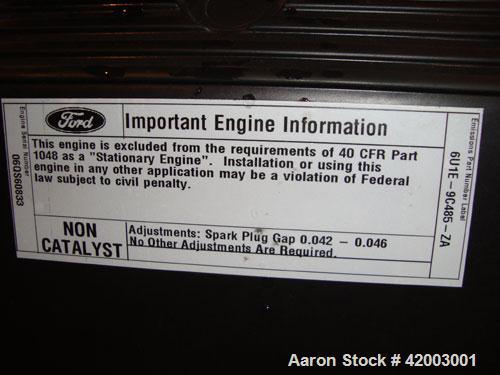 Ford
Important Engine Information
This engine is excluded from the requirements of 40 CFR Part
1048 as a "Stationary Engine". Installation or using this
engine in any other application may be a violation of Federal
law subject to civil penalty.
NON
CATALYST
Adjustments: Spark Plug Gap 0.042 – 0.046
No Other Adjustments Are Required.
Engine Serial Number
06QS60833
Emissions Part Number Label
6U1E–9C485–ZA
Aaron Stock # 42003001